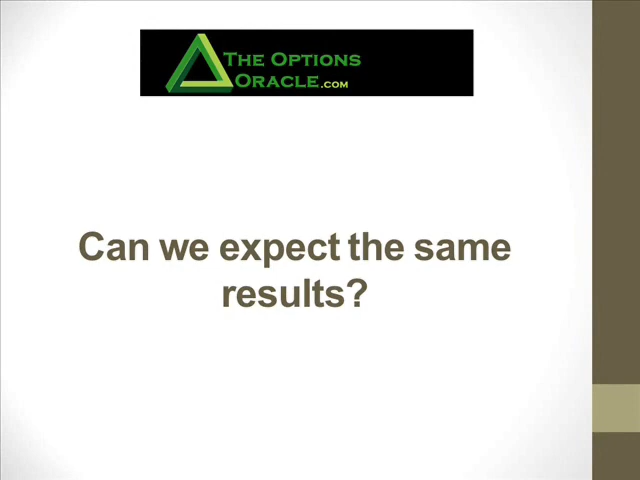 The Options
Oracle.com
Can we expect the same
results?